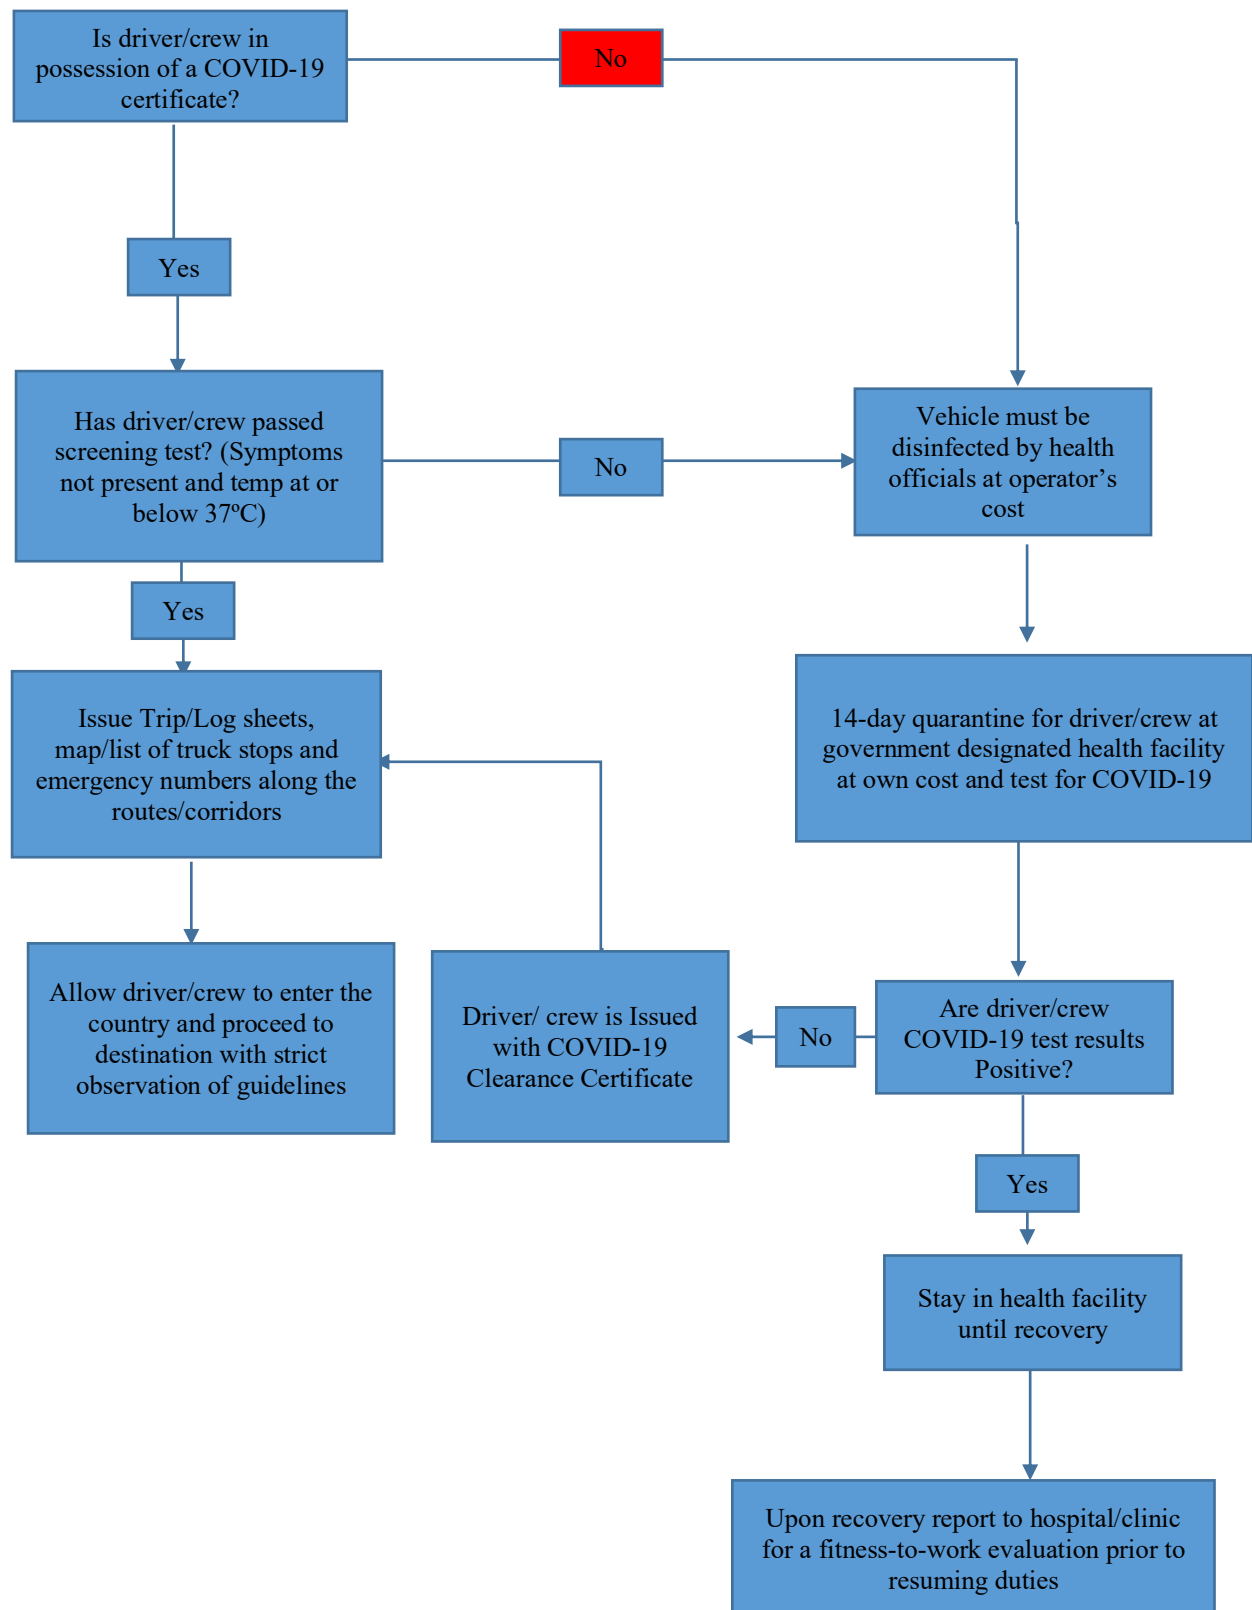 Is driver/crew in
possession of a COVID-19
certificate?
No
Yes
Has driver/crew passed
screening test? (Symptoms
not present and temp at or
below 37ºC)
No
Vehicle must be
disinfected by health
officials at operator’s
cost
Yes
Issue Trip/Log sheets,
map/list of truck stops and
emergency numbers along the
routes/corridors
14-day quarantine for driver/crew at
government designated health facility
at own cost and test for COVID-19
Allow driver/crew to enter the
country and proceed to
destination with strict
observation of guidelines
Driver/ crew is Issued
with COVID-19
Clearance Certificate
No
Are driver/crew
COVID-19 test results
Positive?
Yes
Stay in health facility
until recovery
Upon recovery report to hospital/clinic
for a fitness-to-work evaluation prior to
resuming duties